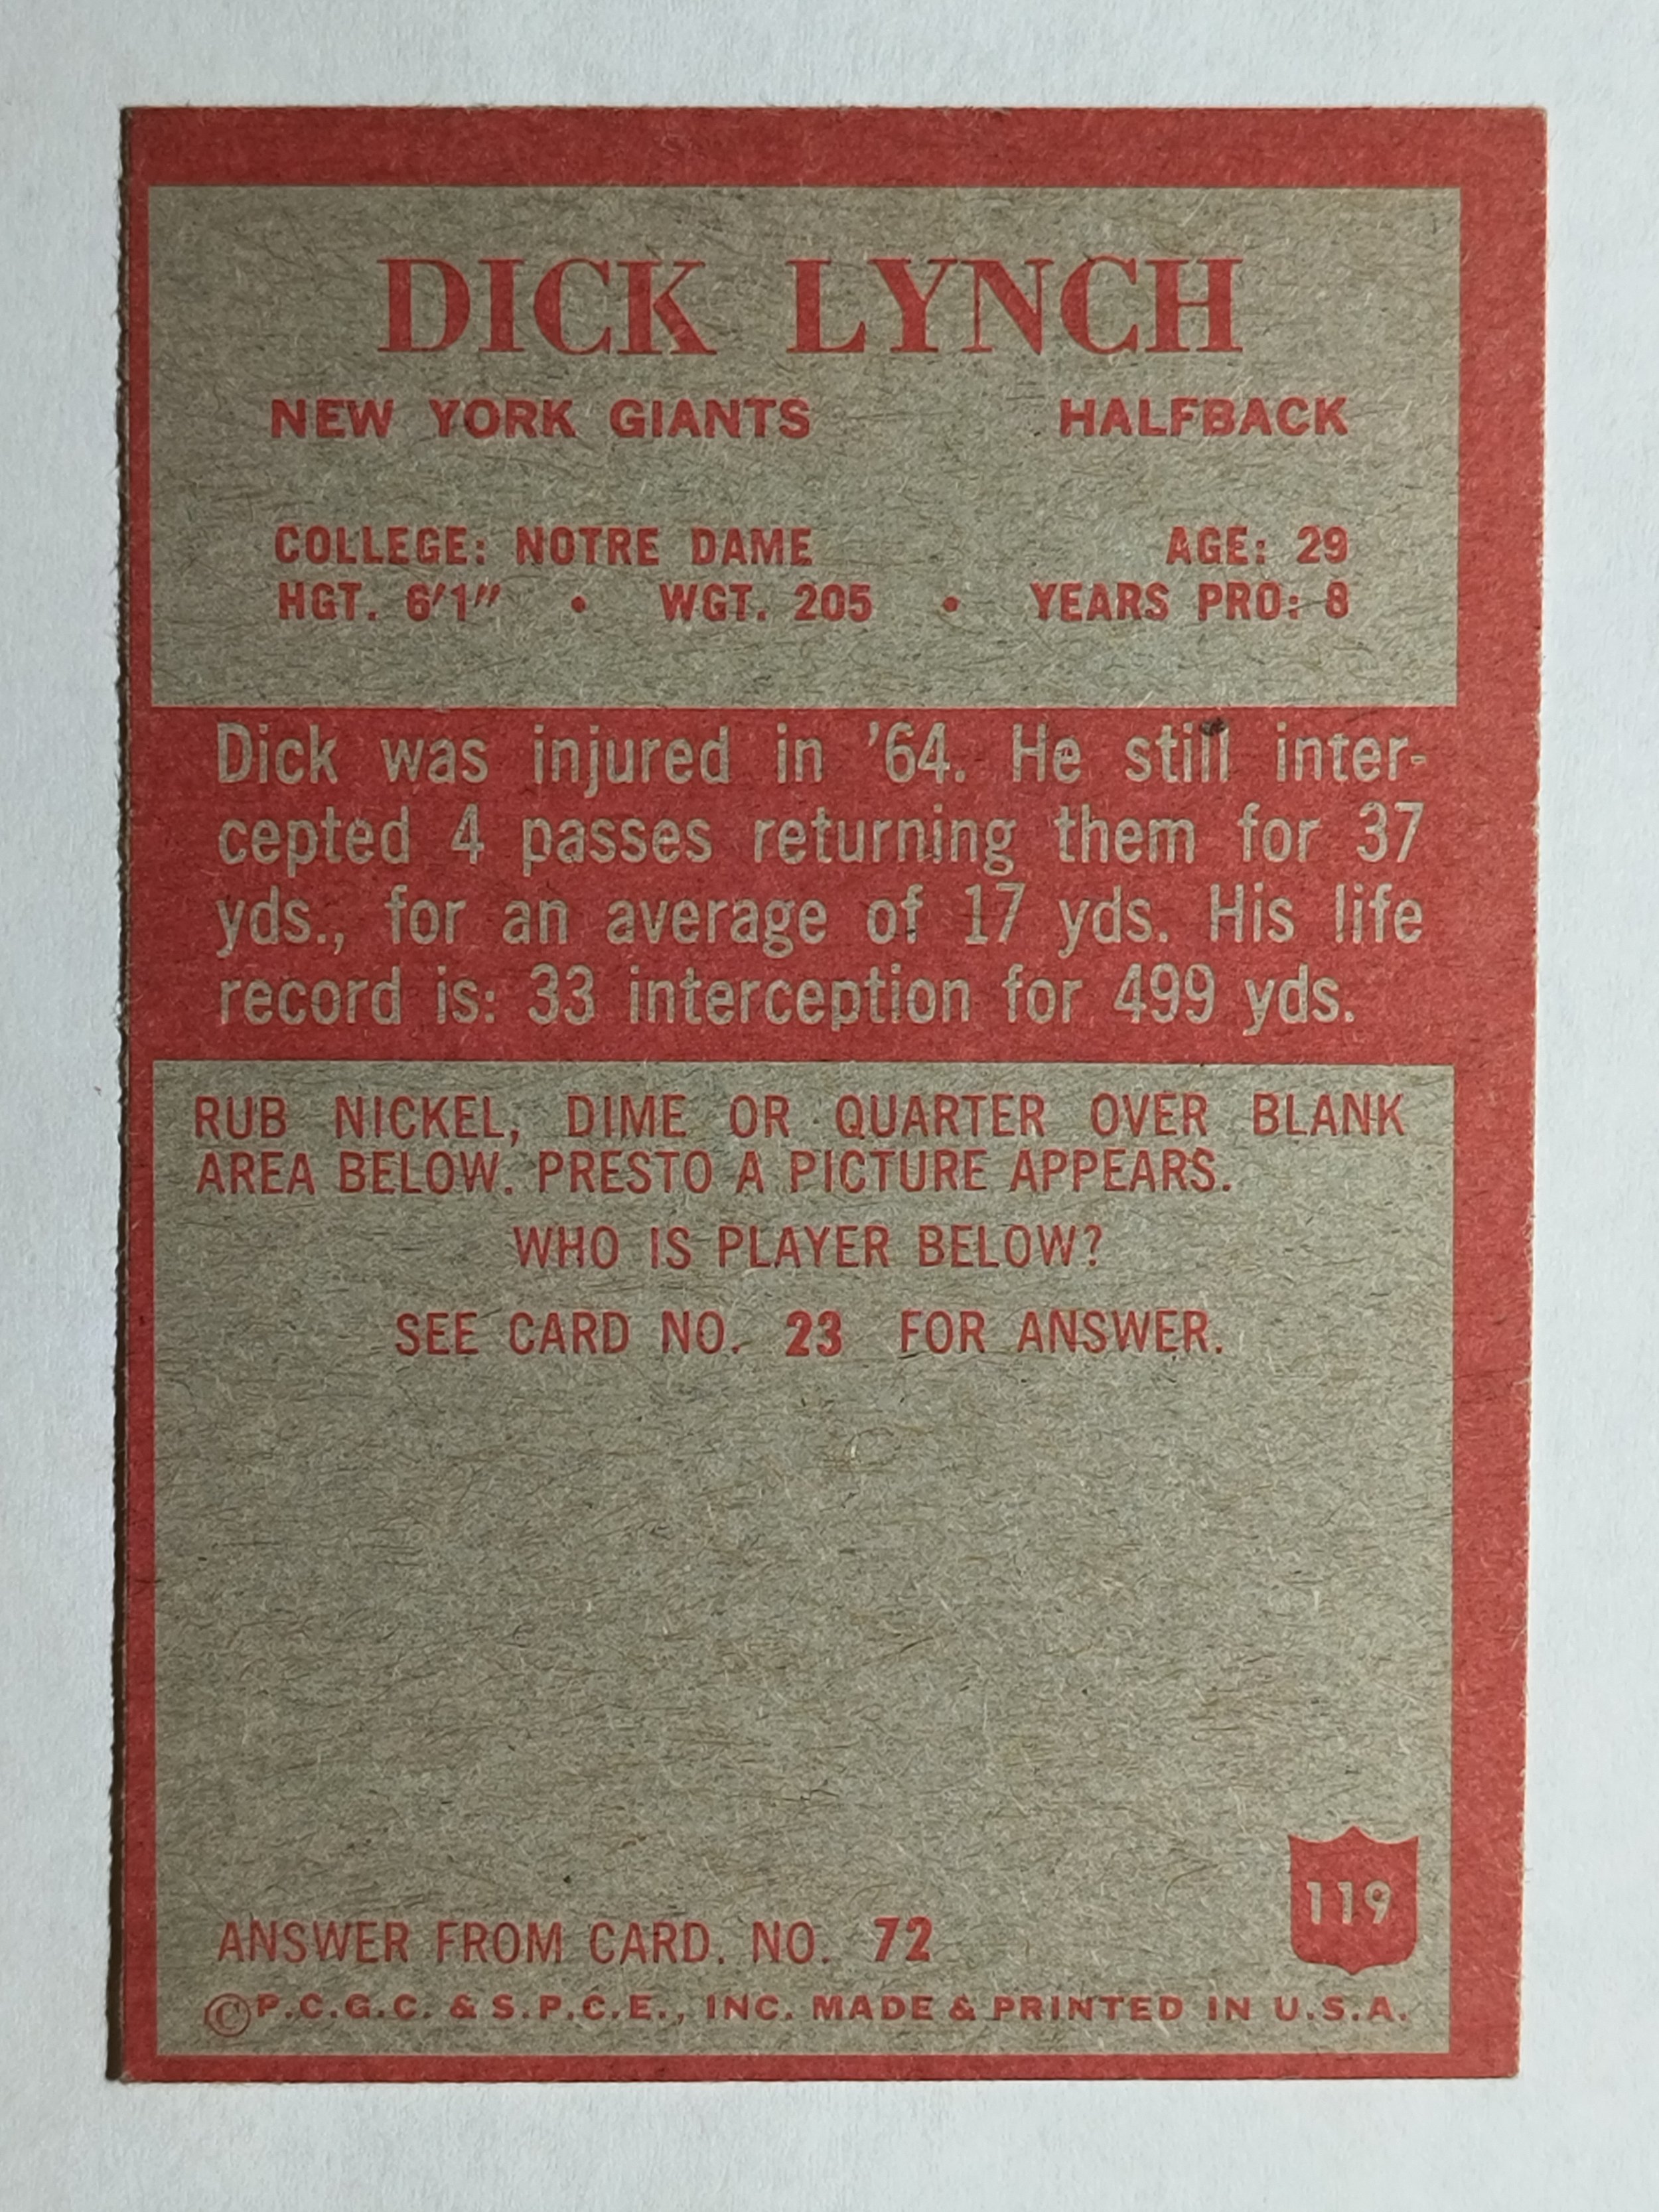 DICK LYNCH
NEW YORK GIANTS HALFBACK
COLLEGE: NOTRE DAME AGE: 29
HGT. 6'1" • WGT. 205 • YEARS PRO: 8
Dick was injured in '64. He still inter-
cepted 4 passes returning them for 37
yds., for an average of 17 yds. His life
record is: 33 interception for 499 yds.
RUB NICKEL, DIME OR QUARTER OVER BLANK
AREA BELOW. PRESTO A PICTURE APPEARS.
WHO IS PLAYER BELOW?
SEE CARD NO. 23 FOR ANSWER.
119
ANSWER FROM CARD. NO. 72
©P.C.G.C. & S.P.C.E., INC. MADE & PRINTED IN U.S.A.